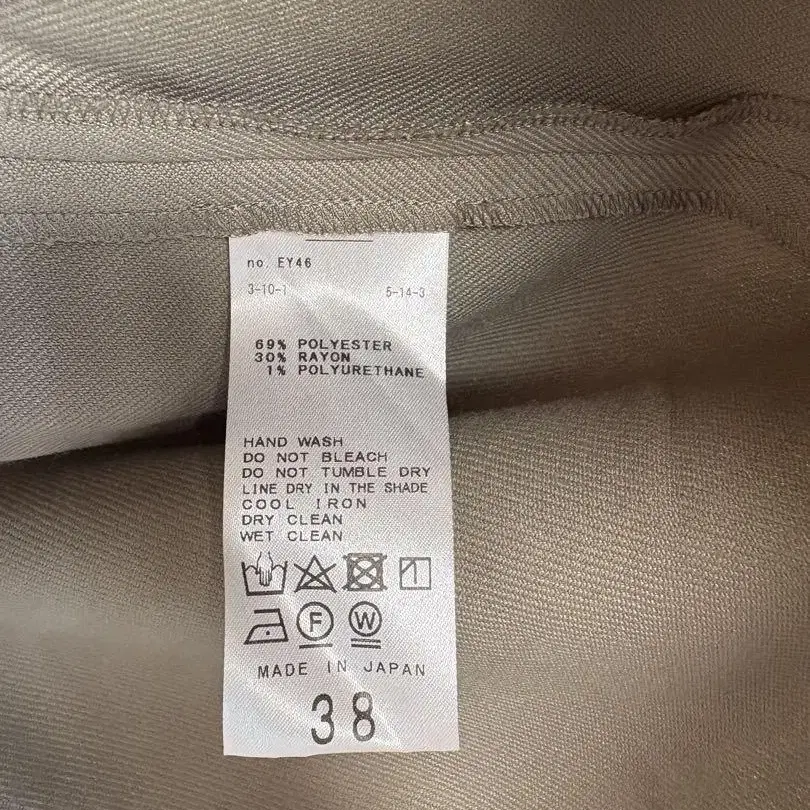 no. EY46
3-10-1 5-14-3
69% POLYESTER
30% RAYON
1% POLYURETHANE
HAND WASH
DO NOT BLEACH
DO NOT TUMBLE DRY
LINE DRY IN THE SHADE
COOL IRON
DRY CLEAN
WET CLEAN
F W
MADE IN JAPAN
38